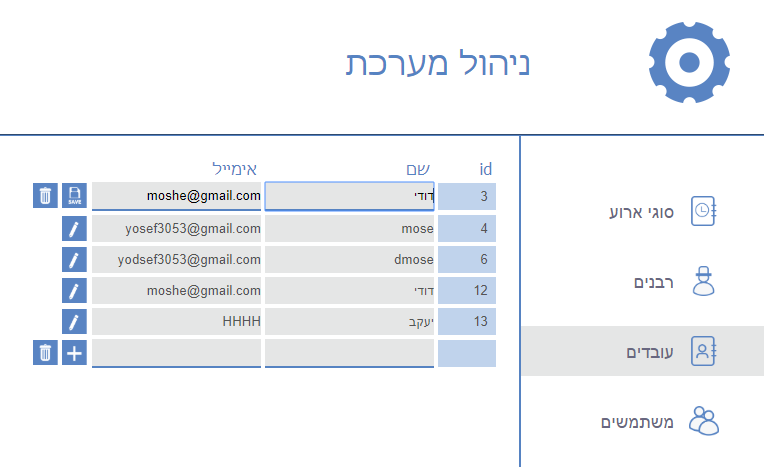 ניהול מערכת
id שם אימייל
3 דודי moshe@gmail.com SAVE
4 mose yosef3053@gmail.com
6 dmose yodsef3053@gmail.com
12 דודי moshe@gmail.com
13 יעקב HHHH
סוגי ארוע
רבנים
עובדים
משתמשים